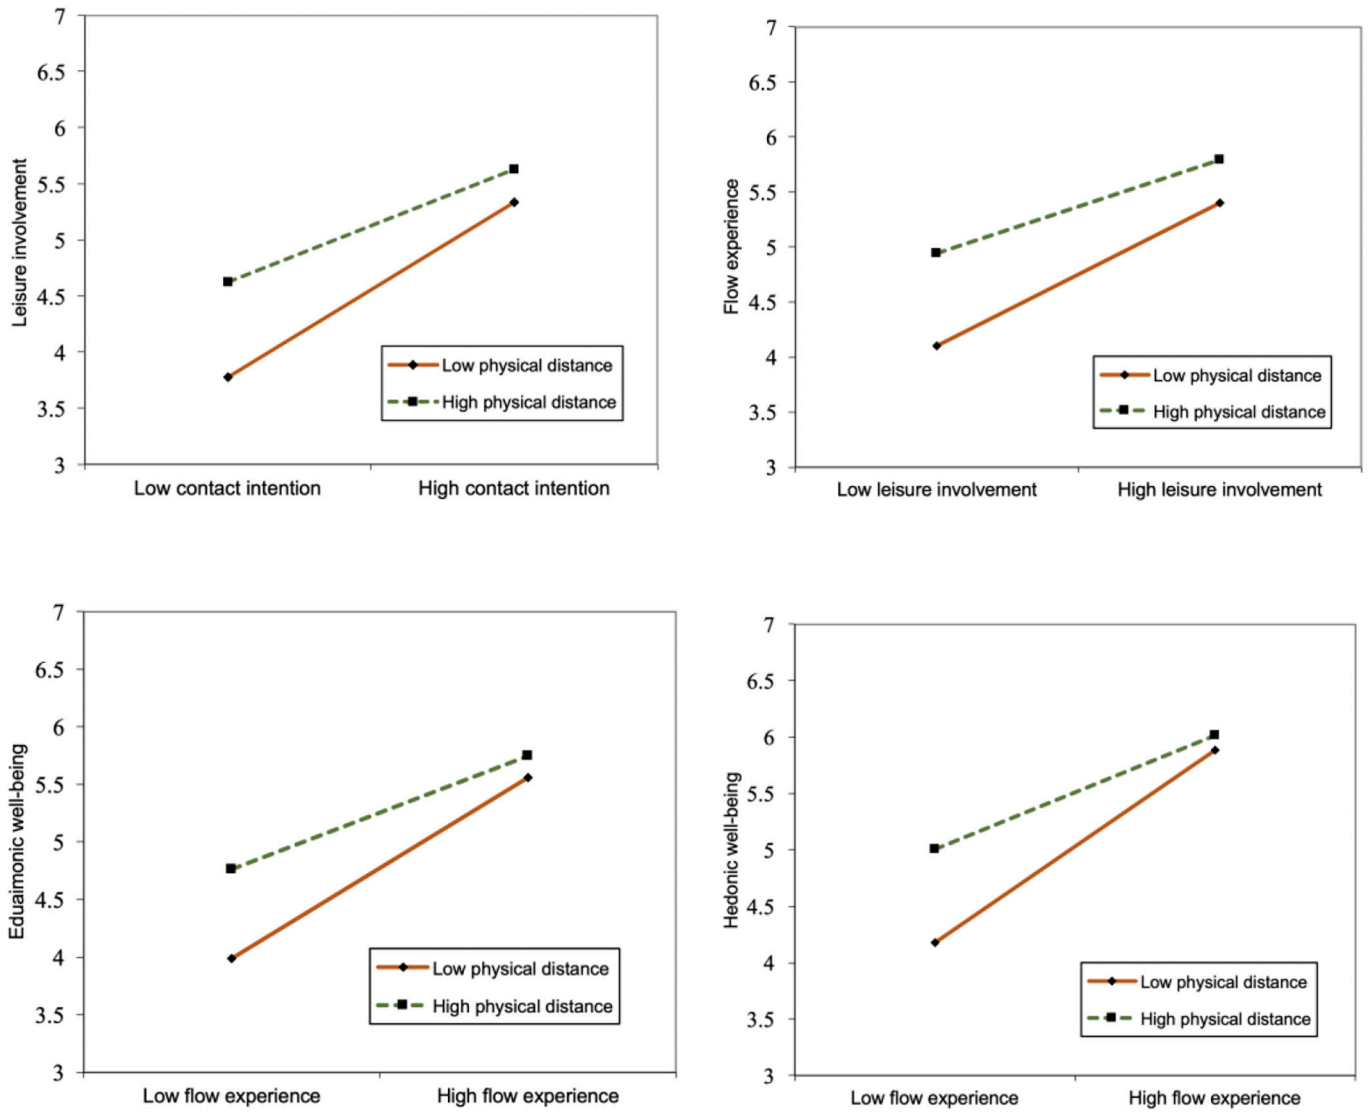 7
6.5
6
5.5
5
4.5
4
3.5
3
Leisure involvement
Low physical distance
High physical distance
Low contact intention High contact intention
7
6.5
6
5.5
5
4.5
4
3.5
3
Flow experience
Low physical distance
High physical distance
Low leisure involvement High leisure involvement
7
6.5
6
5.5
5
4.5
4
3.5
3
Eduaimonic well-being
Low physical distance
High physical distance
Low flow experience High flow experience
7
6.5
6
5.5
5
4.5
4
3.5
3
Hedonic well-being
Low physical distance
High physical distance
Low flow experience High flow experience